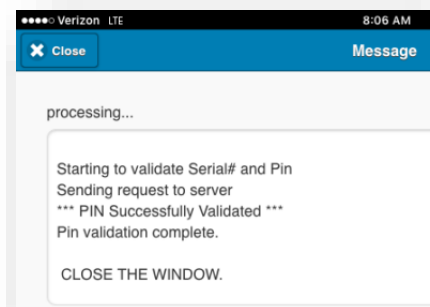 Verizon LTE 8:06 AM
Close Message
processing...
Starting to validate Serial# and Pin
Sending request to server
*** PIN Successfully Validated ***
Pin validation complete.
CLOSE THE WINDOW.